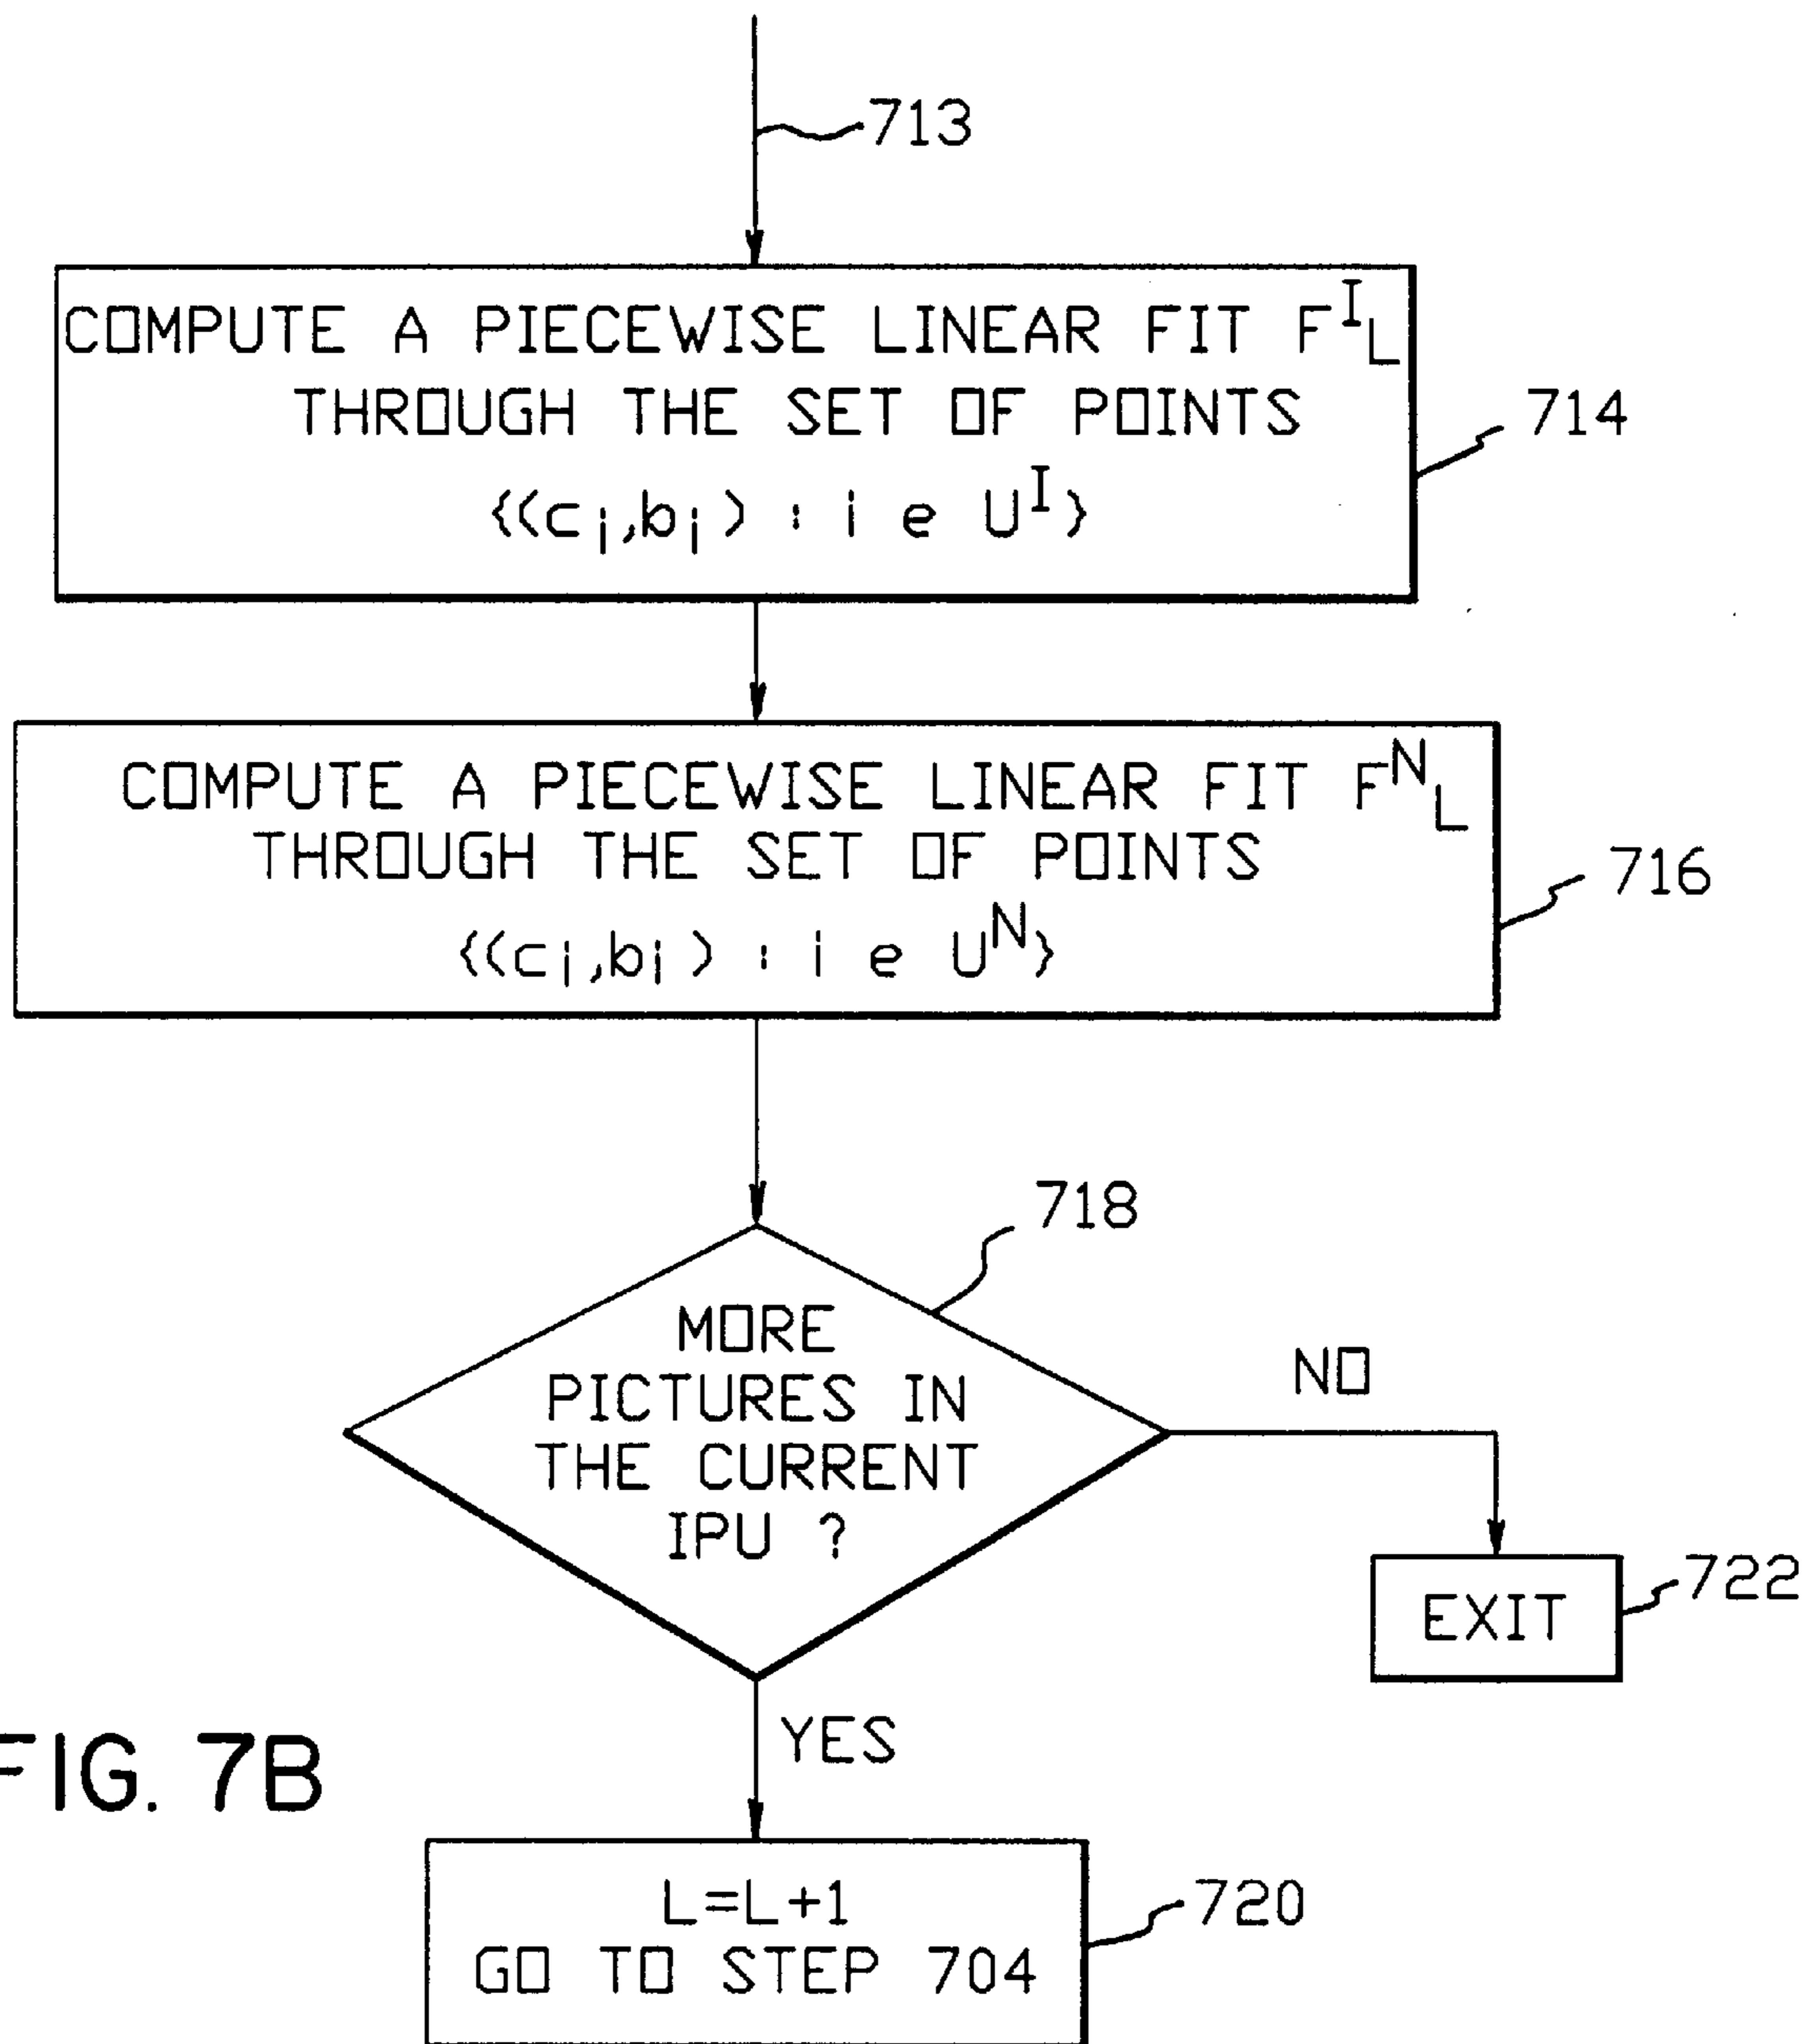 713
COMPUTE A PIECEWISE LINEAR FIT F^I_L
THROUGH THE SET OF POINTS
{(c_i,b_i) : i e U^I}
714
COMPUTE A PIECEWISE LINEAR FIT F^N_L
THROUGH THE SET OF POINTS
{(c_i,b_i) : i e U^N}
716
718
MORE
PICTURES IN
THE CURRENT
IPU ?
NO
EXIT
722
YES
FIG. 7B
L=L+1
GO TO STEP 704
720